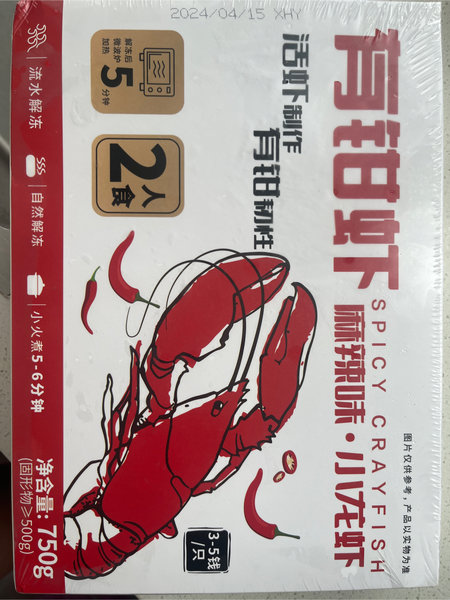 2024/04/15 XHY
有钳虾
SPICY CRAYFISH
麻辣味·小龙虾
图片仅供参考，产品以实物为准
活虾制作
有钳韧性
解冻后
微波炉
加热
5
分钟
2人食
3-5钱
/只
流水解冻 | 自然解冻 | 小火煮5-6分钟
净含量: 750g
(固形物≥500g)